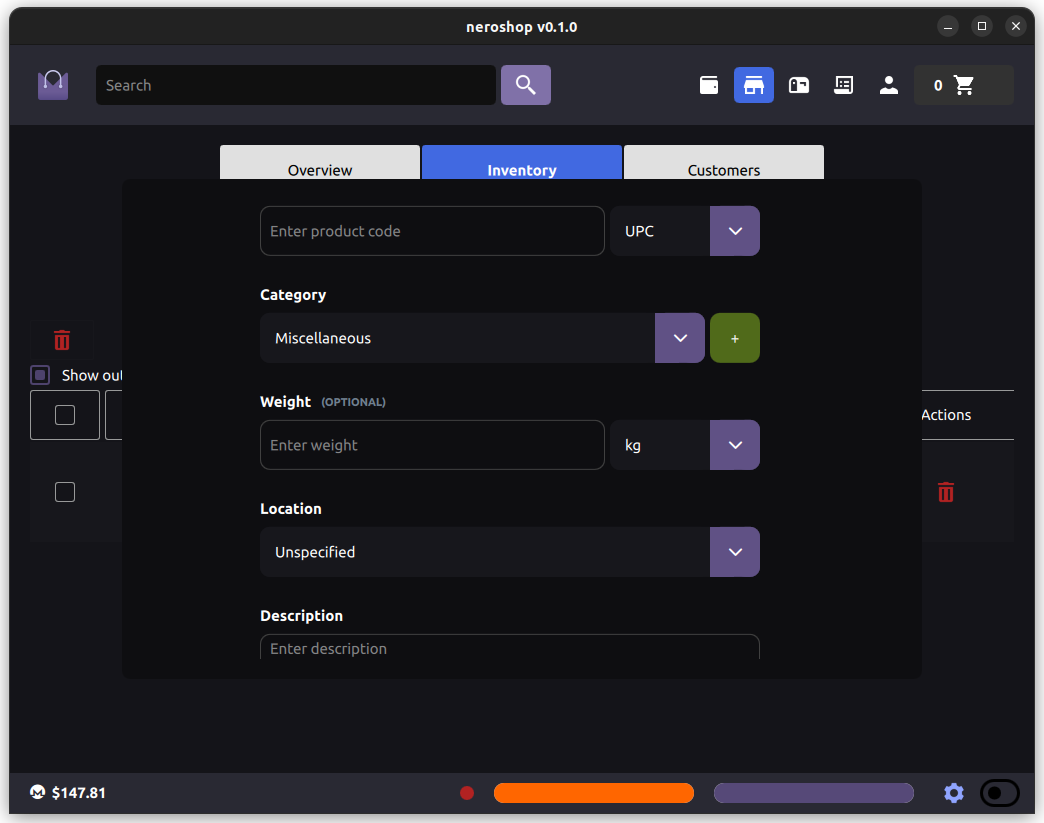 neroshop v0.1.0
Search
0
Overview
Inventory
Customers
Enter product code
UPC
Category
Miscellaneous
+
Show out
Weight (OPTIONAL)
Actions
Enter weight
kg
Location
Unspecified
Description
Enter description
$147.81